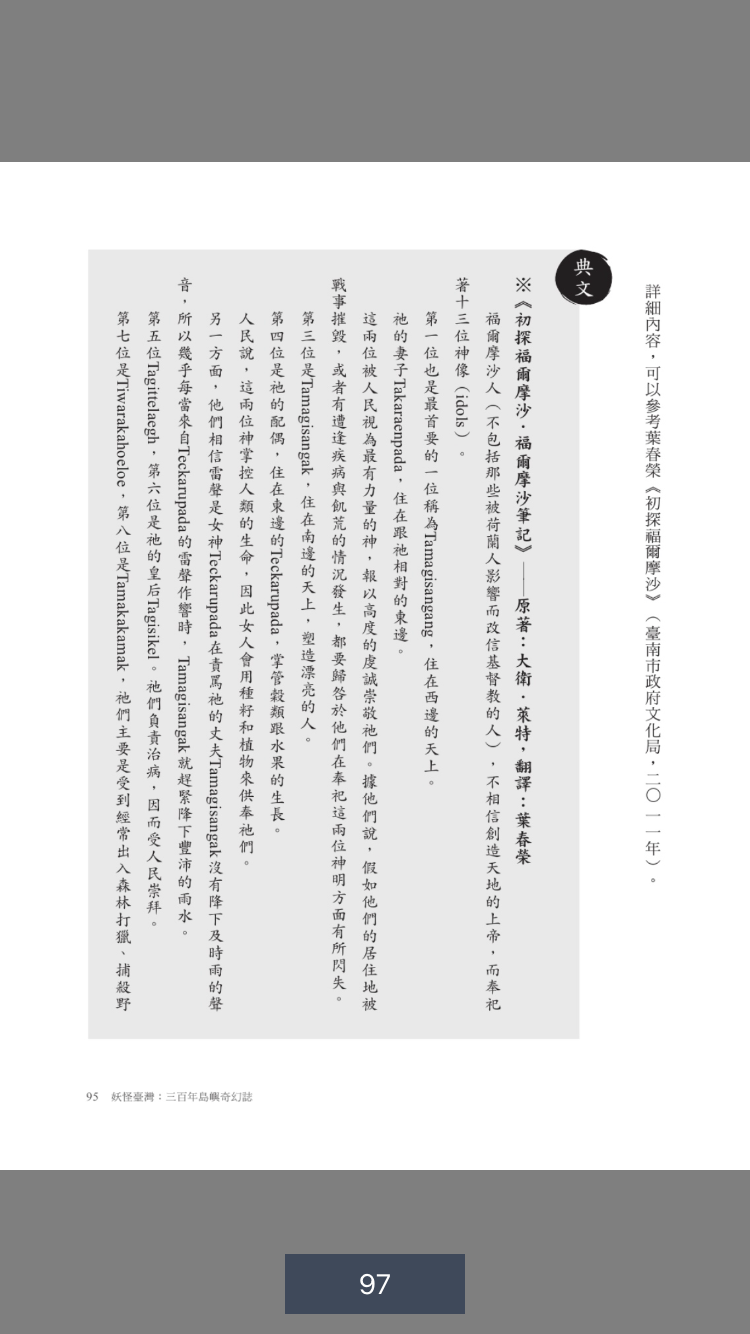 詳細內容，可以參考葉春榮《初探福爾摩沙》（臺南市政府文化局，二〇一一年）。
典文
※《初探福爾摩沙．福爾摩沙筆記》——原著：大衛．萊特，翻譯：葉春榮
福爾摩沙人（不包括那些被荷蘭人影響而改信基督教的人），不相信創造天地的上帝，而奉祀
著十三位神像（idols）。
第一位也是最首要的一位稱為Tamagisangang，住在西邊的天上。
祂的妻子Takaraenpada，住在跟祂相對的東邊。
這兩位被人民視為最有力量的神，報以高度的虔誠崇敬祂們。據他們說，假如他們的居住地被
戰事摧毀，或者有遭逢疾病與飢荒的情況發生，都要歸咎於他們在奉祀這兩位神明方面有所閃失。
第三位是Tamagisangak，住在南邊的天上，塑造漂亮的人。
第四位是祂的配偶，住在東邊的Teckarupada，掌管穀類跟水果的生長。
人民說，這兩位神掌控人類的生命，因此女人會用種籽和植物來供奉祂們。
另一方面，他們相信雷聲是女神Teckarupada在責罵祂的丈夫Tamagisangak沒有降下及時雨的聲
音，所以幾乎每當來自Teckarupada的雷聲作響時，Tamagisangak就趕緊降下豐沛的雨水。
第五位Tagittelaegh，第六位是祂的皇后Tagisikel。祂們負責治病，因而受人民崇拜。
第七位是Tiwarakahoeloe，第八位是Tamakakamak，祂們主要是受到經常出入森林打獵、捕殺野
95 妖怪臺灣：三百年島嶼奇幻誌
97